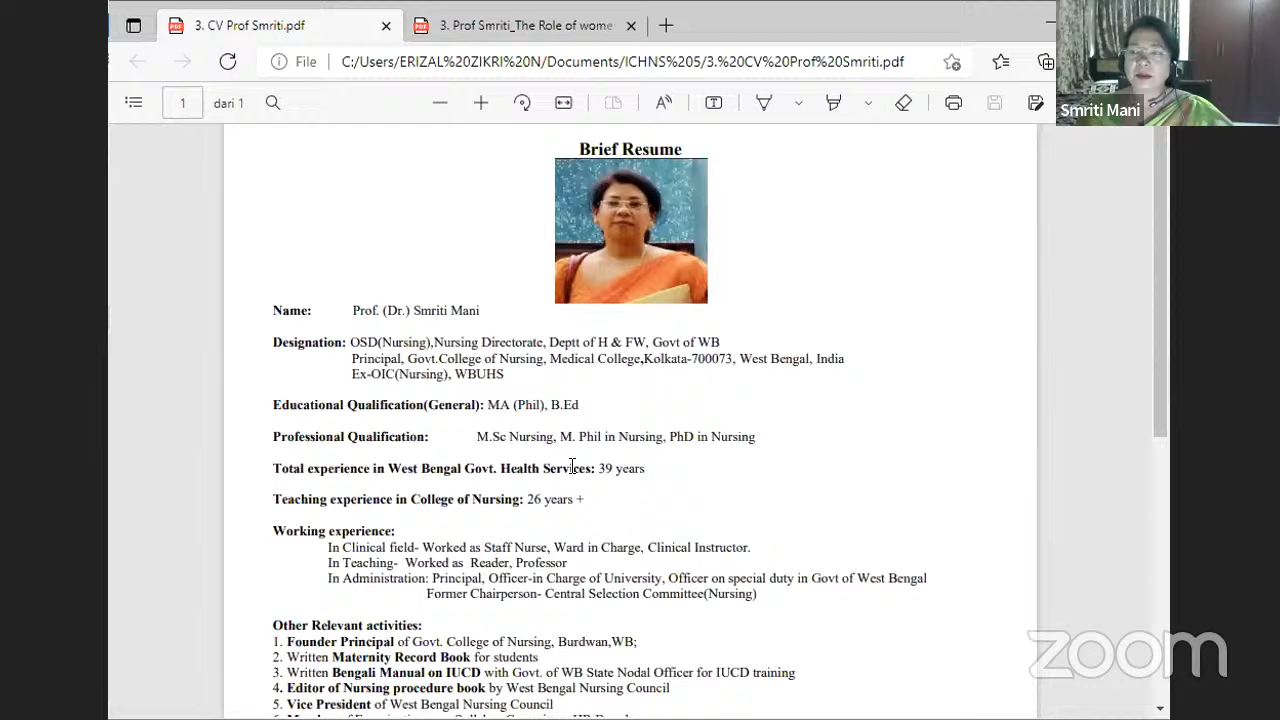 3. CV Prof Smriti.pdf
3. Prof Smriti_The Role of wome
File
C:/Users/ERIZAL%20ZIKRI%20N/Documents/ICHNS%205/3.%20CV%20Prof%20Smriti.pdf
1 dari 1
Smriti Mani
Brief Resume
Name: Prof. (Dr.) Smriti Mani
Designation: OSD(Nursing),Nursing Directorate, Deptt of H & FW, Govt of WB
Principal, Govt.College of Nursing, Medical College,Kolkata-700073, West Bengal, India
Ex-OIC(Nursing), WBUHS
Educational Qualification(General): MA (Phil), B.Ed
Professional Qualification: M.Sc Nursing, M. Phil in Nursing, PhD in Nursing
Total experience in West Bengal Govt. Health Services: 39 years
Teaching experience in College of Nursing: 26 years +
Working experience:
In Clinical field- Worked as Staff Nurse, Ward in Charge, Clinical Instructor.
In Teaching- Worked as Reader, Professor
In Administration: Principal, Officer-in Charge of University, Officer on special duty in Govt of West Bengal
Former Chairperson- Central Selection Committee(Nursing)
Other Relevant activities:
1. Founder Principal of Govt. College of Nursing, Burdwan,WB;
2. Written Maternity Record Book for students
3. Written Bengali Manual on IUCD with Govt. of WB State Nodal Officer for IUCD training
4. Editor of Nursing procedure book by West Bengal Nursing Council
5. Vice President of West Bengal Nursing Council
zoom